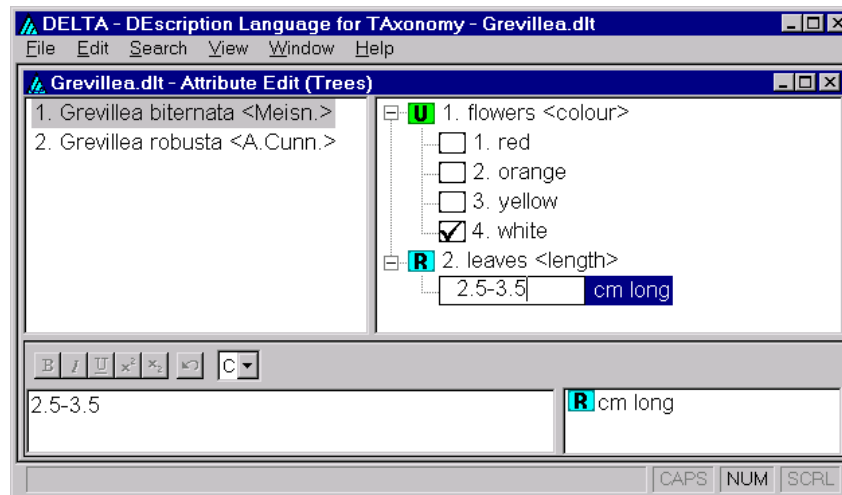 DELTA - DEscription Language for TAxonomy - Grevillea.dlt
File Edit Search View Window Help
Grevillea.dlt - Attribute Edit (Trees)
1. Grevillea biternata <Meisn.>
2. Grevillea robusta <A.Cunn.>
U 1. flowers <colour>
1. red
2. orange
3. yellow
4. white
R 2. leaves <length>
2.5-3.5 cm long
B I U x² x₂ C
2.5-3.5
R cm long
CAPS NUM SCRL